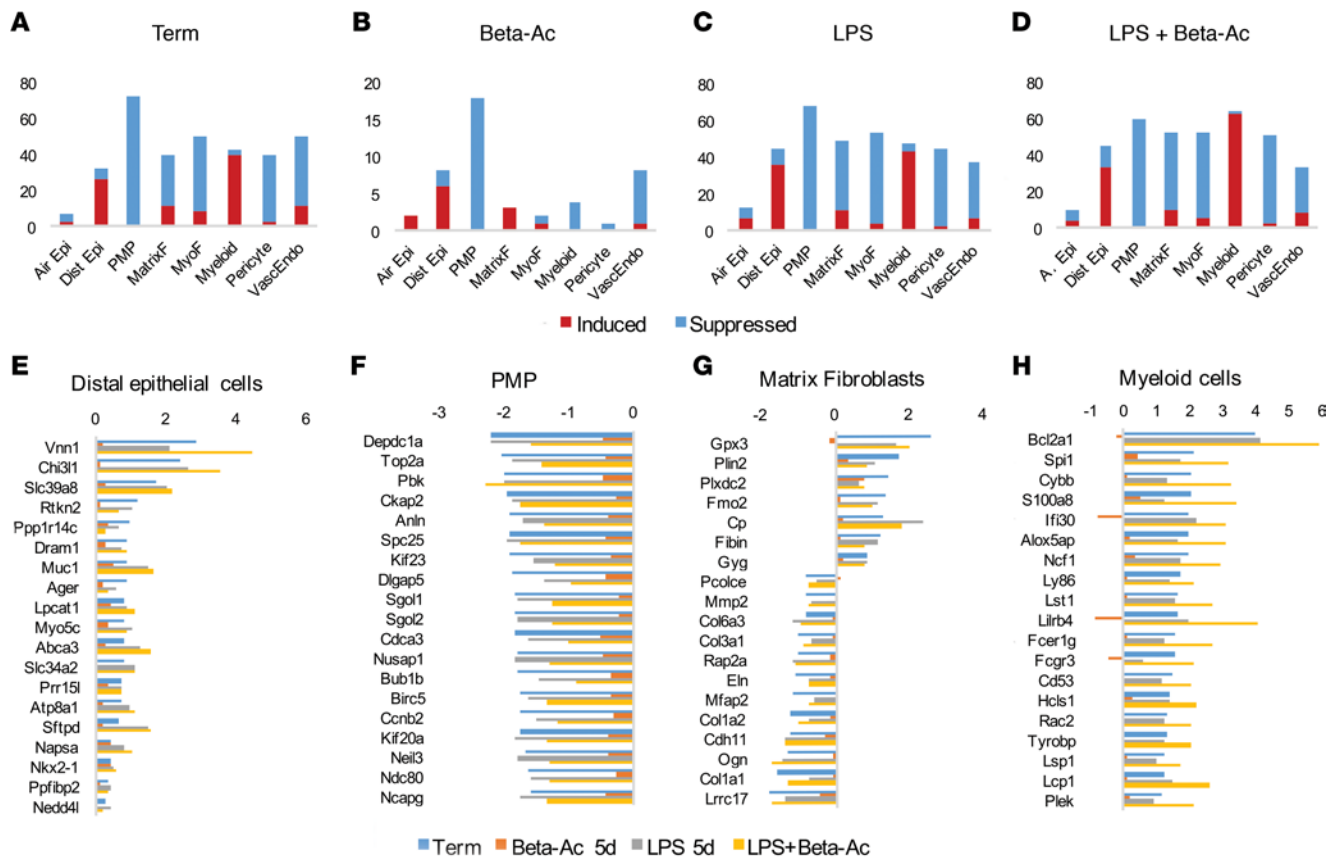 A Term
B Beta-Ac
C LPS
D LPS + Beta-Ac
80
60
40
20
0
Air Epi
Dist Epi
PMP
MatrixF
MyoF
Myeloid
Pericyte
VascEndo
20
15
10
5
0
Air Epi
Dist Epi
PMP
MatrixF
MyoF
Myeloid
Pericyte
VascEndo
80
60
40
20
0
Air Epi
Dist Epi
PMP
MatrixF
MyoF
Myeloid
Pericyte
VascEndo
80
60
40
20
0
A. Epi
Dist Epi
PMP
MatrixF
MyoF
Myeloid
Pericyte
VascEndo
Induced Suppressed
E Distal epithelial cells
0 2 4 6
Vnn1
Chi3l1
Slc39a8
Rtkn2
Ppp1r14c
Dram1
Muc1
Ager
Lpcat1
Myo5c
Abca3
Slc34a2
Prr15l
Atp8a1
Sftpd
Napsa
Nkx2-1
Ppfibp2
Nedd4l
F PMP
-3 -2 -1 0
Depdc1a
Top2a
Pbk
Ckap2
Anln
Spc25
Kif23
Dlgap5
Sgol1
Sgol2
Cdca3
Nusap1
Bub1b
Birc5
Ccnb2
Kif20a
Neil3
Ndc80
Ncapg
G Matrix Fibroblasts
-2 0 2 4
Gpx3
Plin2
Plxdc2
Fmo2
Cp
Fibin
Gyg
Pcolce
Mmp2
Col6a3
Col3a1
Rap2a
Eln
Mfap2
Col1a2
Cdh11
Ogn
Col1a1
Lrrc17
H Myeloid cells
-1 0 1 2 3 4 5 6
Bcl2a1
Spi1
Cybb
S100a8
Ifi30
Alox5ap
Ncf1
Ly86
Lst1
Lilrb4
Fcer1g
Fcgr3
Cd53
Hcls1
Rac2
Tyrobp
Lsp1
Lcp1
Plek
Term Beta-Ac 5d LPS 5d LPS+Beta-Ac